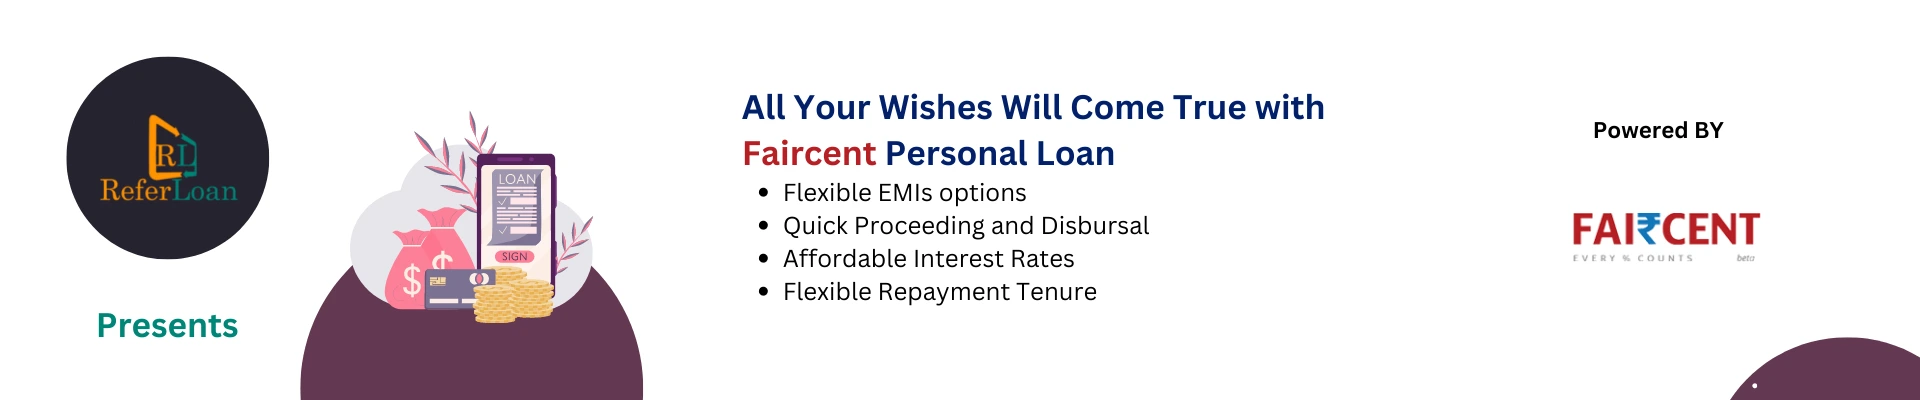 RL
ReferLoan
Presents
LOAN
SIGN
$ $
All Your Wishes Will Come True with
Faircent Personal Loan
• Flexible EMIs options
• Quick Proceeding and Disbursal
• Affordable Interest Rates
• Flexible Repayment Tenure
Powered BY
FAI₹CENT
EVERY % COUNTS beta